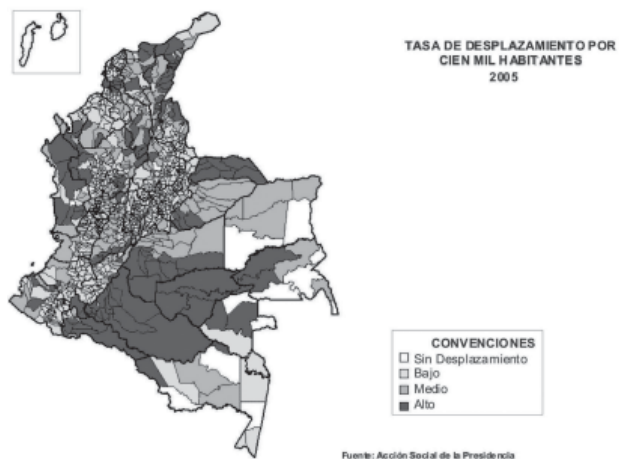 TASA DE DESPLAZAMIENTO POR
CIEN MIL HABITANTES
2005
CONVENCIONES
Sin Desplazamiento
Bajo
Medio
Alto
Fuente: Acción Social de la Presidencia